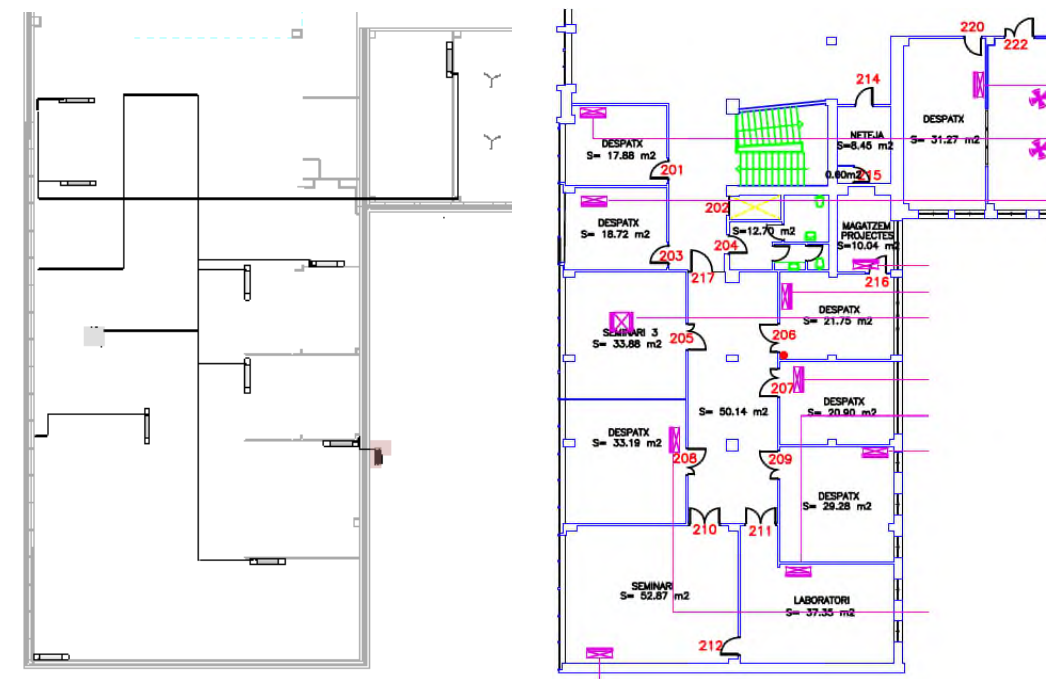 220
222
214
DESPATX
S= 31.27 m2
NETEJA
S=8.45 m2
DESPATX
S= 17.88 m2
201
0.60m2
215
202
DESPATX
S= 18.72 m2
S=12.70 m2
MAGATZEM
PROJECTES
S=10.04 m2
204
203
217
216
DESPATX
S= 21.75 m2
SEMINARI 3
S= 33.88 m2
205
206
207
DESPATX
S= 20.90 m2
S= 50.14 m2
DESPATX
S= 33.19 m2
208
209
DESPATX
S= 29.28 m2
210
211
SEMINARI
S= 52.87 m2
LABORATORI
S= 37.35 m2
212